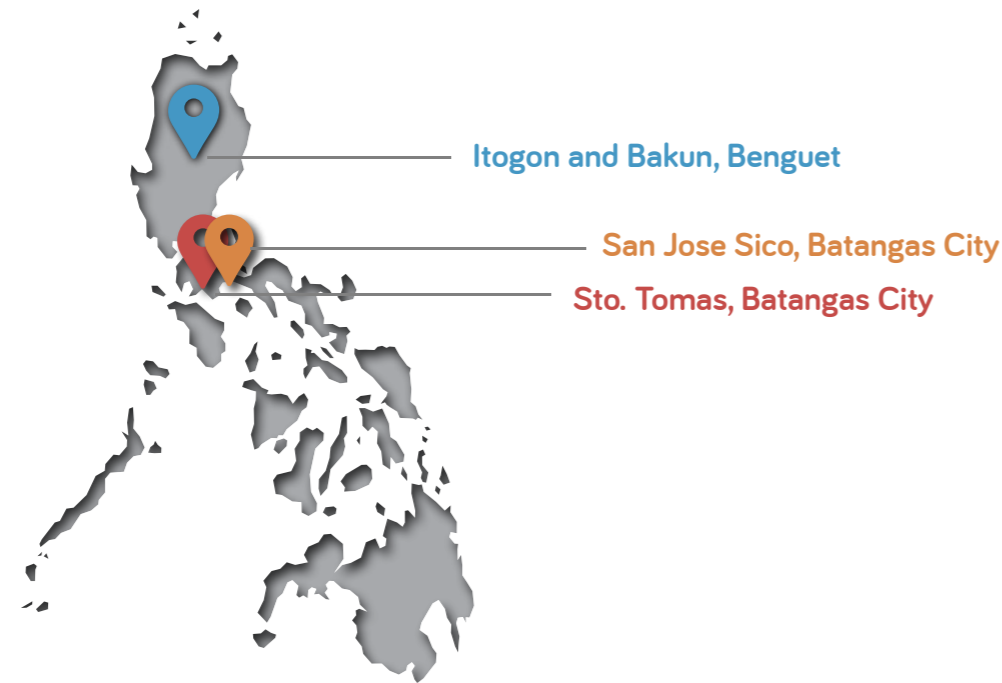 Itogon and Bakun, Benguet
San Jose Sico, Batangas City
Sto. Tomas, Batangas City